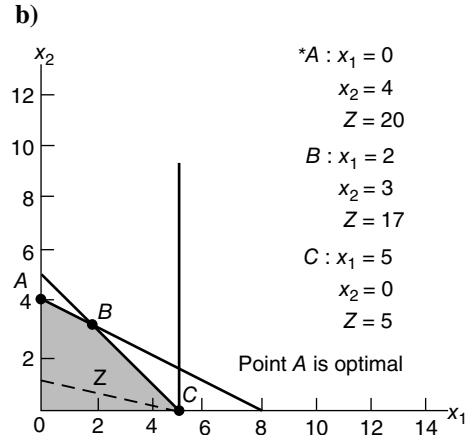 b)
x2
12
10
8
6
A
4
B
2
Z
C
0 2 4 6 8 10 12 14 x1
*A : x1 = 0
x2 = 4
Z = 20
B : x1 = 2
x2 = 3
Z = 17
C : x1 = 5
x2 = 0
Z = 5
Point A is optimal